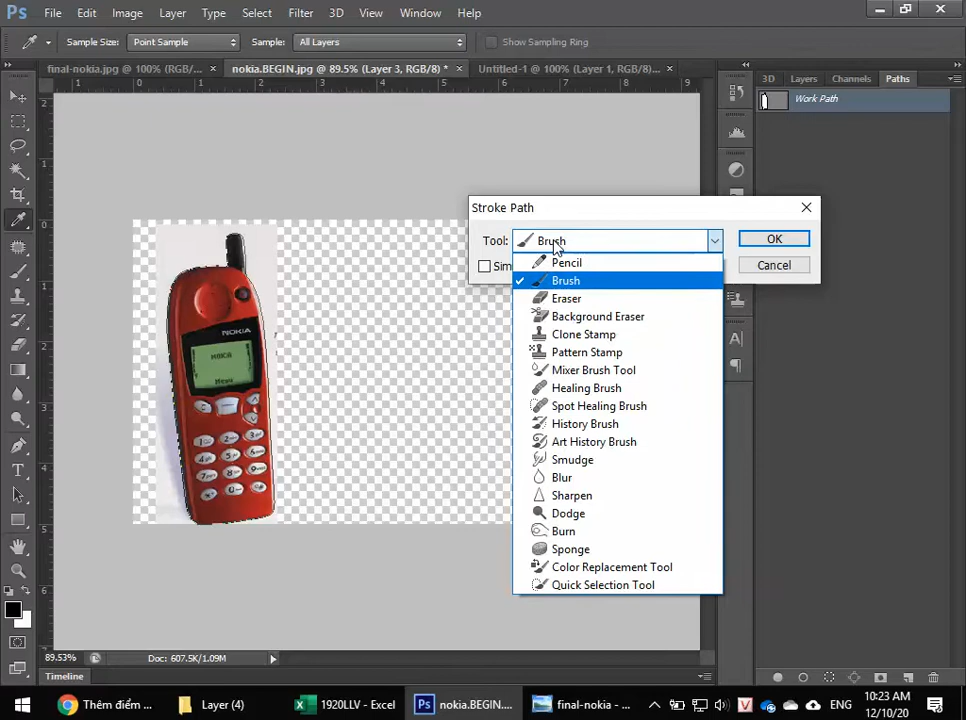 Ps File Edit Image Layer Type Select Filter 3D View Window Help
Sample Size: Point Sample Sample: All Layers Show Sampling Ring
final-nokia.jpg @ 100% (RGB/... × nokia.BEGIN.jpg @ 89.5% (Layer 3, RGB/8) * × Untitled-1 @ 100% (Layer 1, RGB/8)... ×
3D Layers Channels Paths
Work Path
Stroke Path
Tool: Brush OK
Sim Cancel
Pencil
Brush
Eraser
Background Eraser
Clone Stamp
Pattern Stamp
Mixer Brush Tool
Healing Brush
Spot Healing Brush
History Brush
Art History Brush
Smudge
Blur
Sharpen
Dodge
Burn
Sponge
Color Replacement Tool
Quick Selection Tool
NOKIA
NOKIA
Menu
89.53% Doc: 607.5K/1.09M
Timeline
Thêm điểm ... Layer (4) 1920LLV - Excel nokia.BEGIN.... final-nokia - ... ENG 10:23 AM
12/10/20